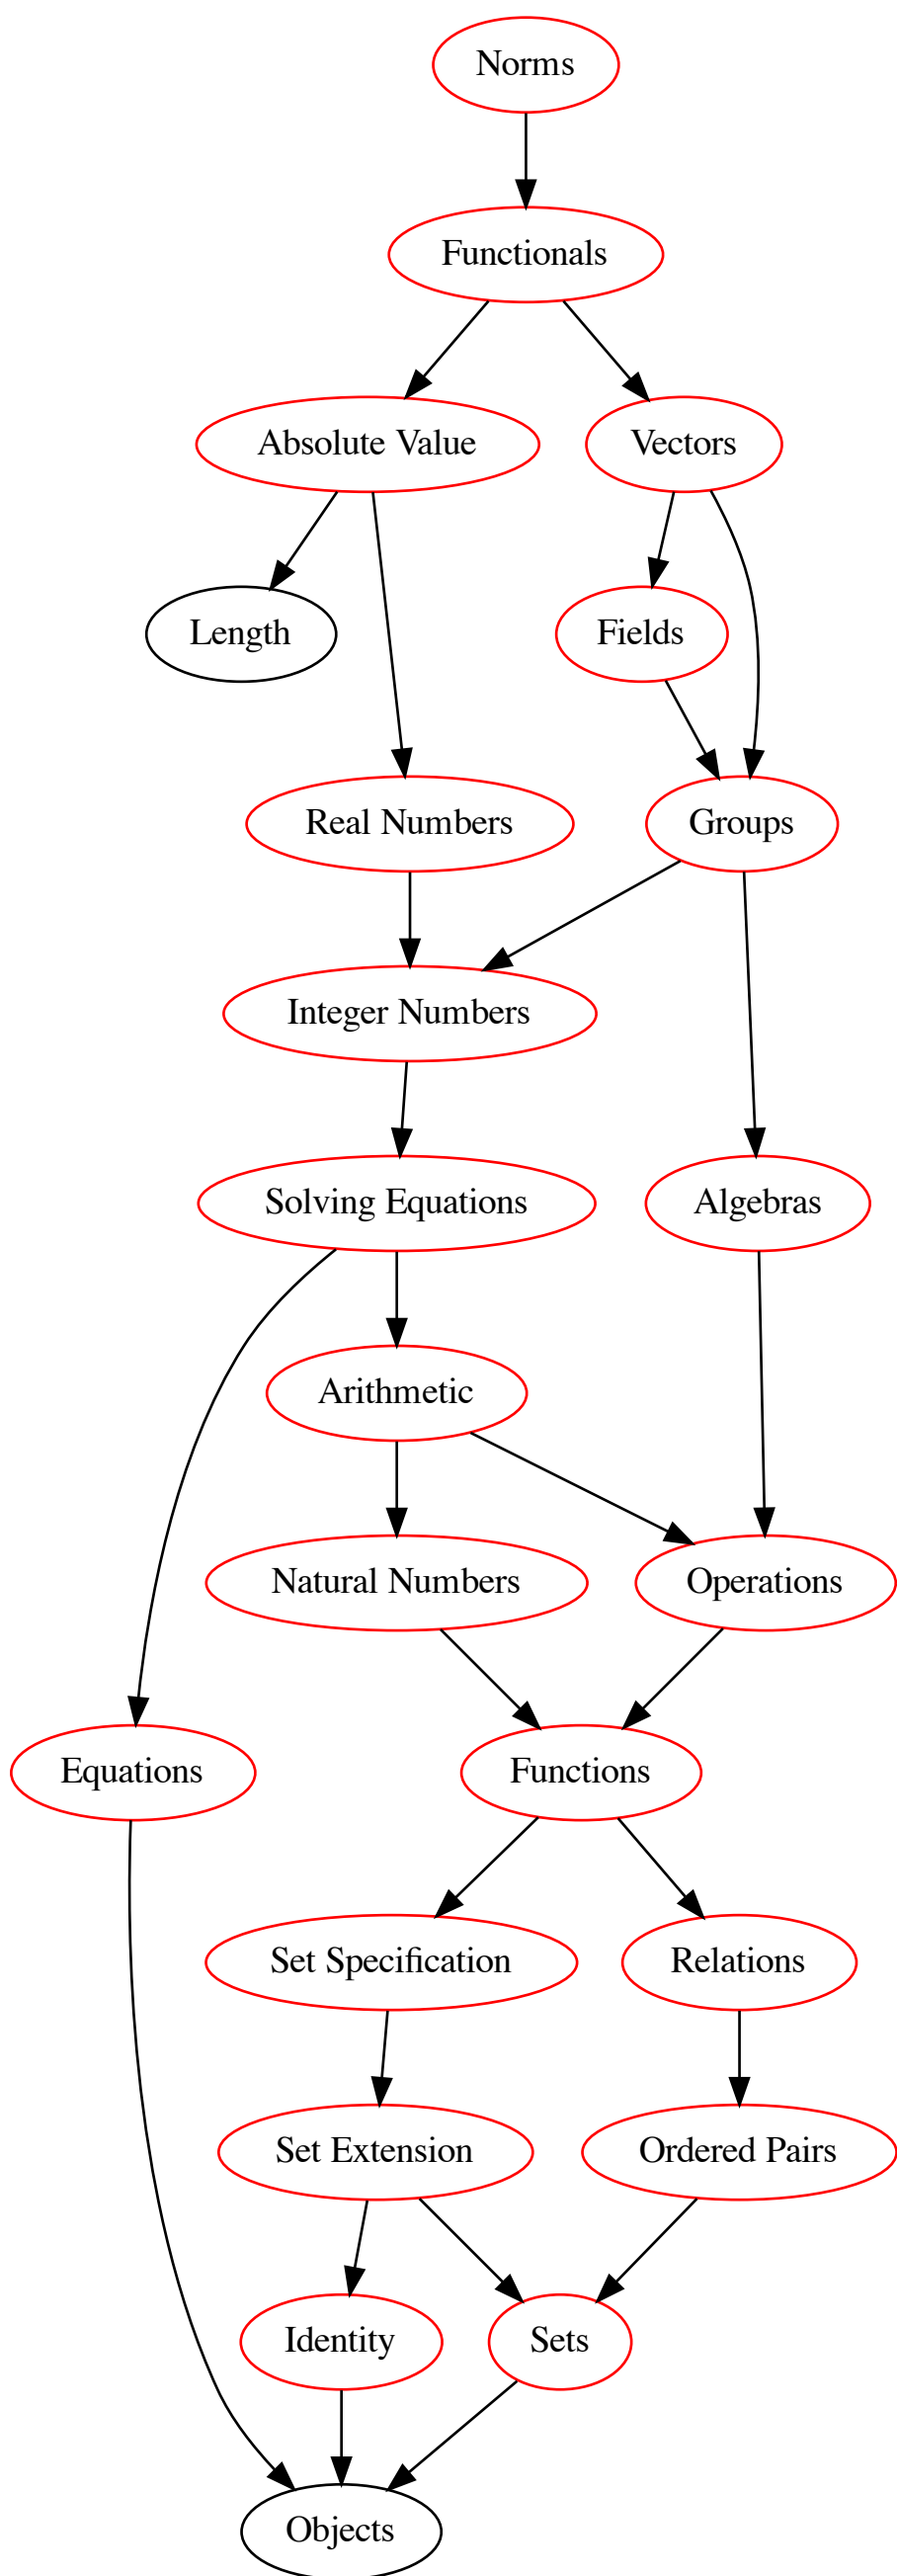 Norms
Functionals
Absolute Value
Vectors
Length
Fields
Real Numbers
Groups
Integer Numbers
Solving Equations
Algebras
Arithmetic
Natural Numbers
Operations
Equations
Functions
Set Specification
Relations
Set Extension
Ordered Pairs
Identity
Sets
Objects